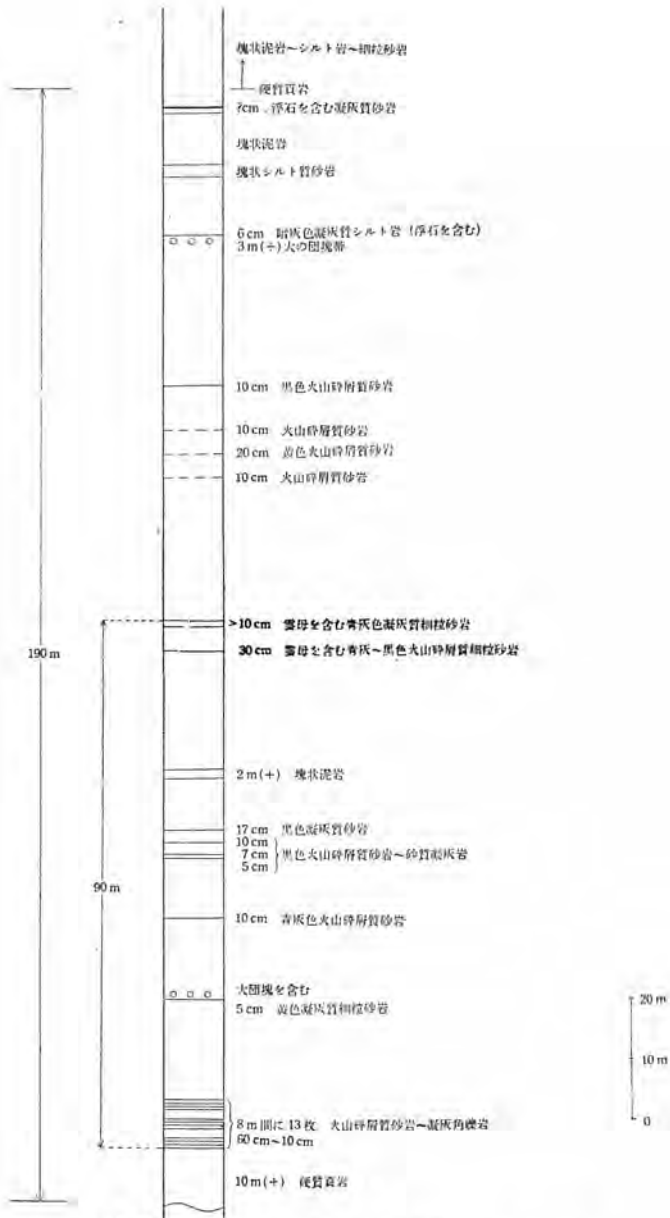 塊状泥岩～シルト岩～細粒砂岩
硬質頁岩
7cm 浮石を含む凝灰質砂岩
塊状泥岩
塊状シルト質砂岩
6cm 暗灰色凝灰質シルト岩(浮石を含む)
3m(+)大の団塊帯
10cm 黒色火山砕屑質砂岩
10cm 火山砕屑質砂岩
20cm 黄色火山砕屑質砂岩
10cm 火山砕屑質砂岩
>10cm 雲母を含む青灰色凝灰質細粒砂岩
190m
30cm 雲母を含む青灰～黒色火山砕屑質細粒砂岩
2m(+) 塊状泥岩
17cm 黒色凝灰質砂岩
10cm
7cm 黒色火山砕屑質砂岩～砂質凝灰岩
5cm
90m
10cm 青灰色火山砕屑質砂岩
大団塊を含む
5cm 黄色凝灰質細粒砂岩
20m
10m
0
8m間に13枚 火山砕屑質砂岩～凝灰角礫岩
60cm～10cm
10m(+) 硬質頁岩